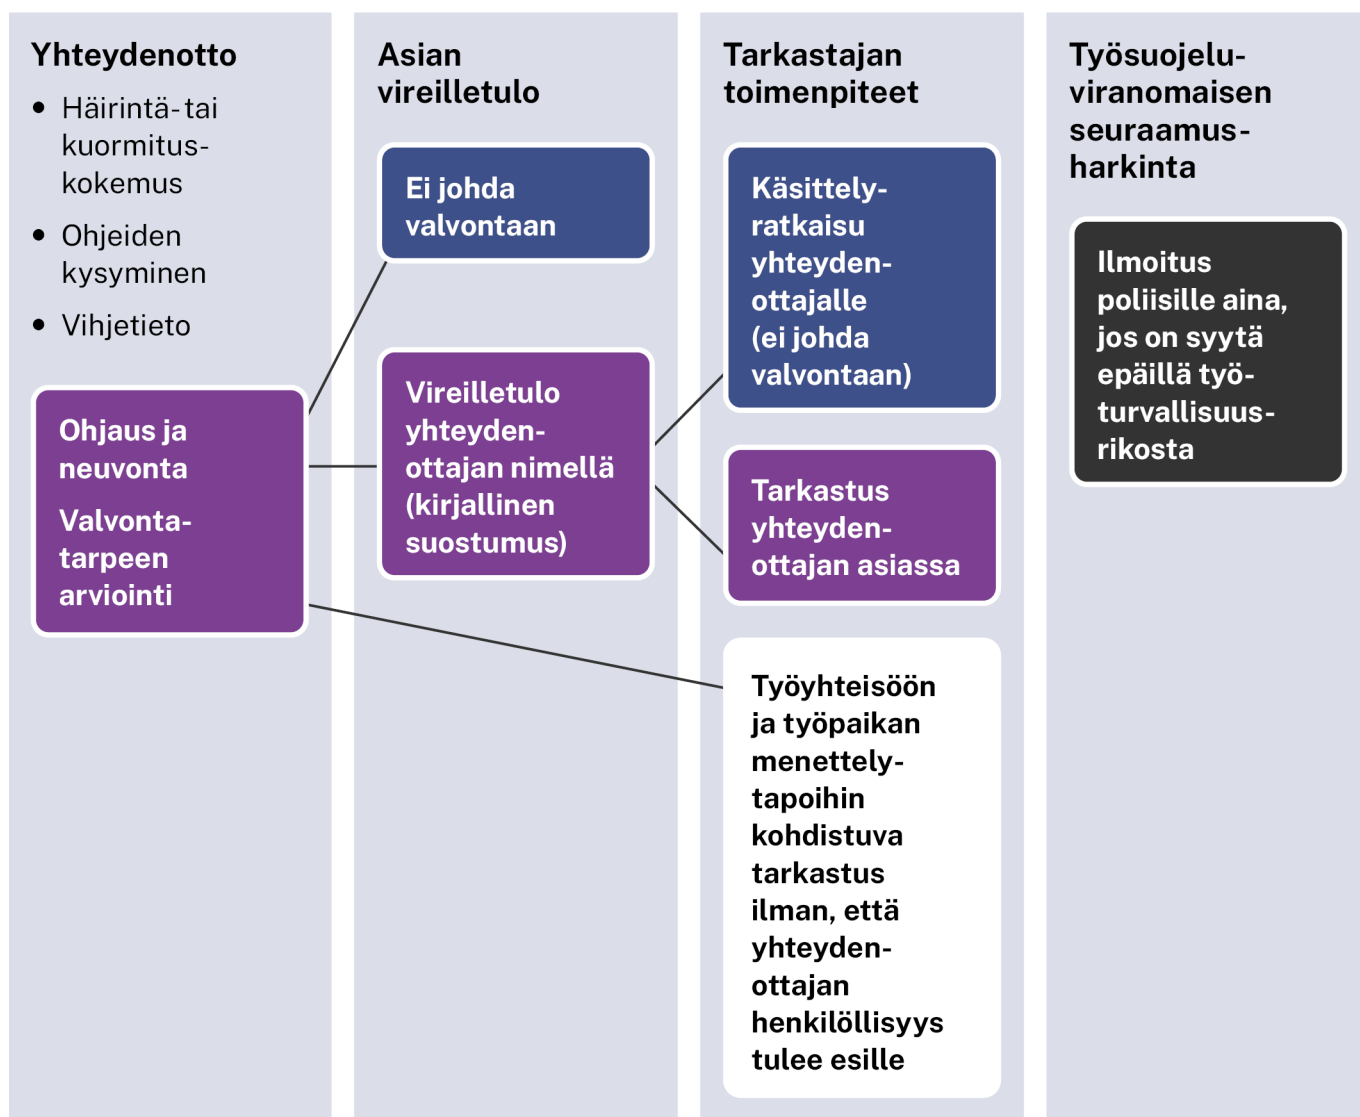 Yhteydenotto
• Häirintä- tai
kuormitus-
kokemus
• Ohjeiden
kysyminen
• Vihjetieto
Ohjaus ja
neuvonta
Valvonta-
tarpeen
arviointi
Asian
vireilletulo
Ei johda
valvontaan
Vireilletulo
yhteyden-
ottajan nimellä
(kirjallinen
suostumus)
Tarkastajan
toimenpiteet
Käsittely-
ratkaisu
yhteyden-
ottajalle
(ei johda
valvontaan)
Tarkastus
yhteyden-
ottajan asiassa
Työyhteisöön
ja työpaikan
menettely-
tapoihin
kohdistuva
tarkastus
ilman, että
yhteyden-
ottajan
henkilöllisyys
tulee esille
Työsuojelu-
viranomaisen
seuraamus-
harkinta
Ilmoitus
poliisille aina,
jos on syytä
epäillä työ-
turvallisuus-
rikosta